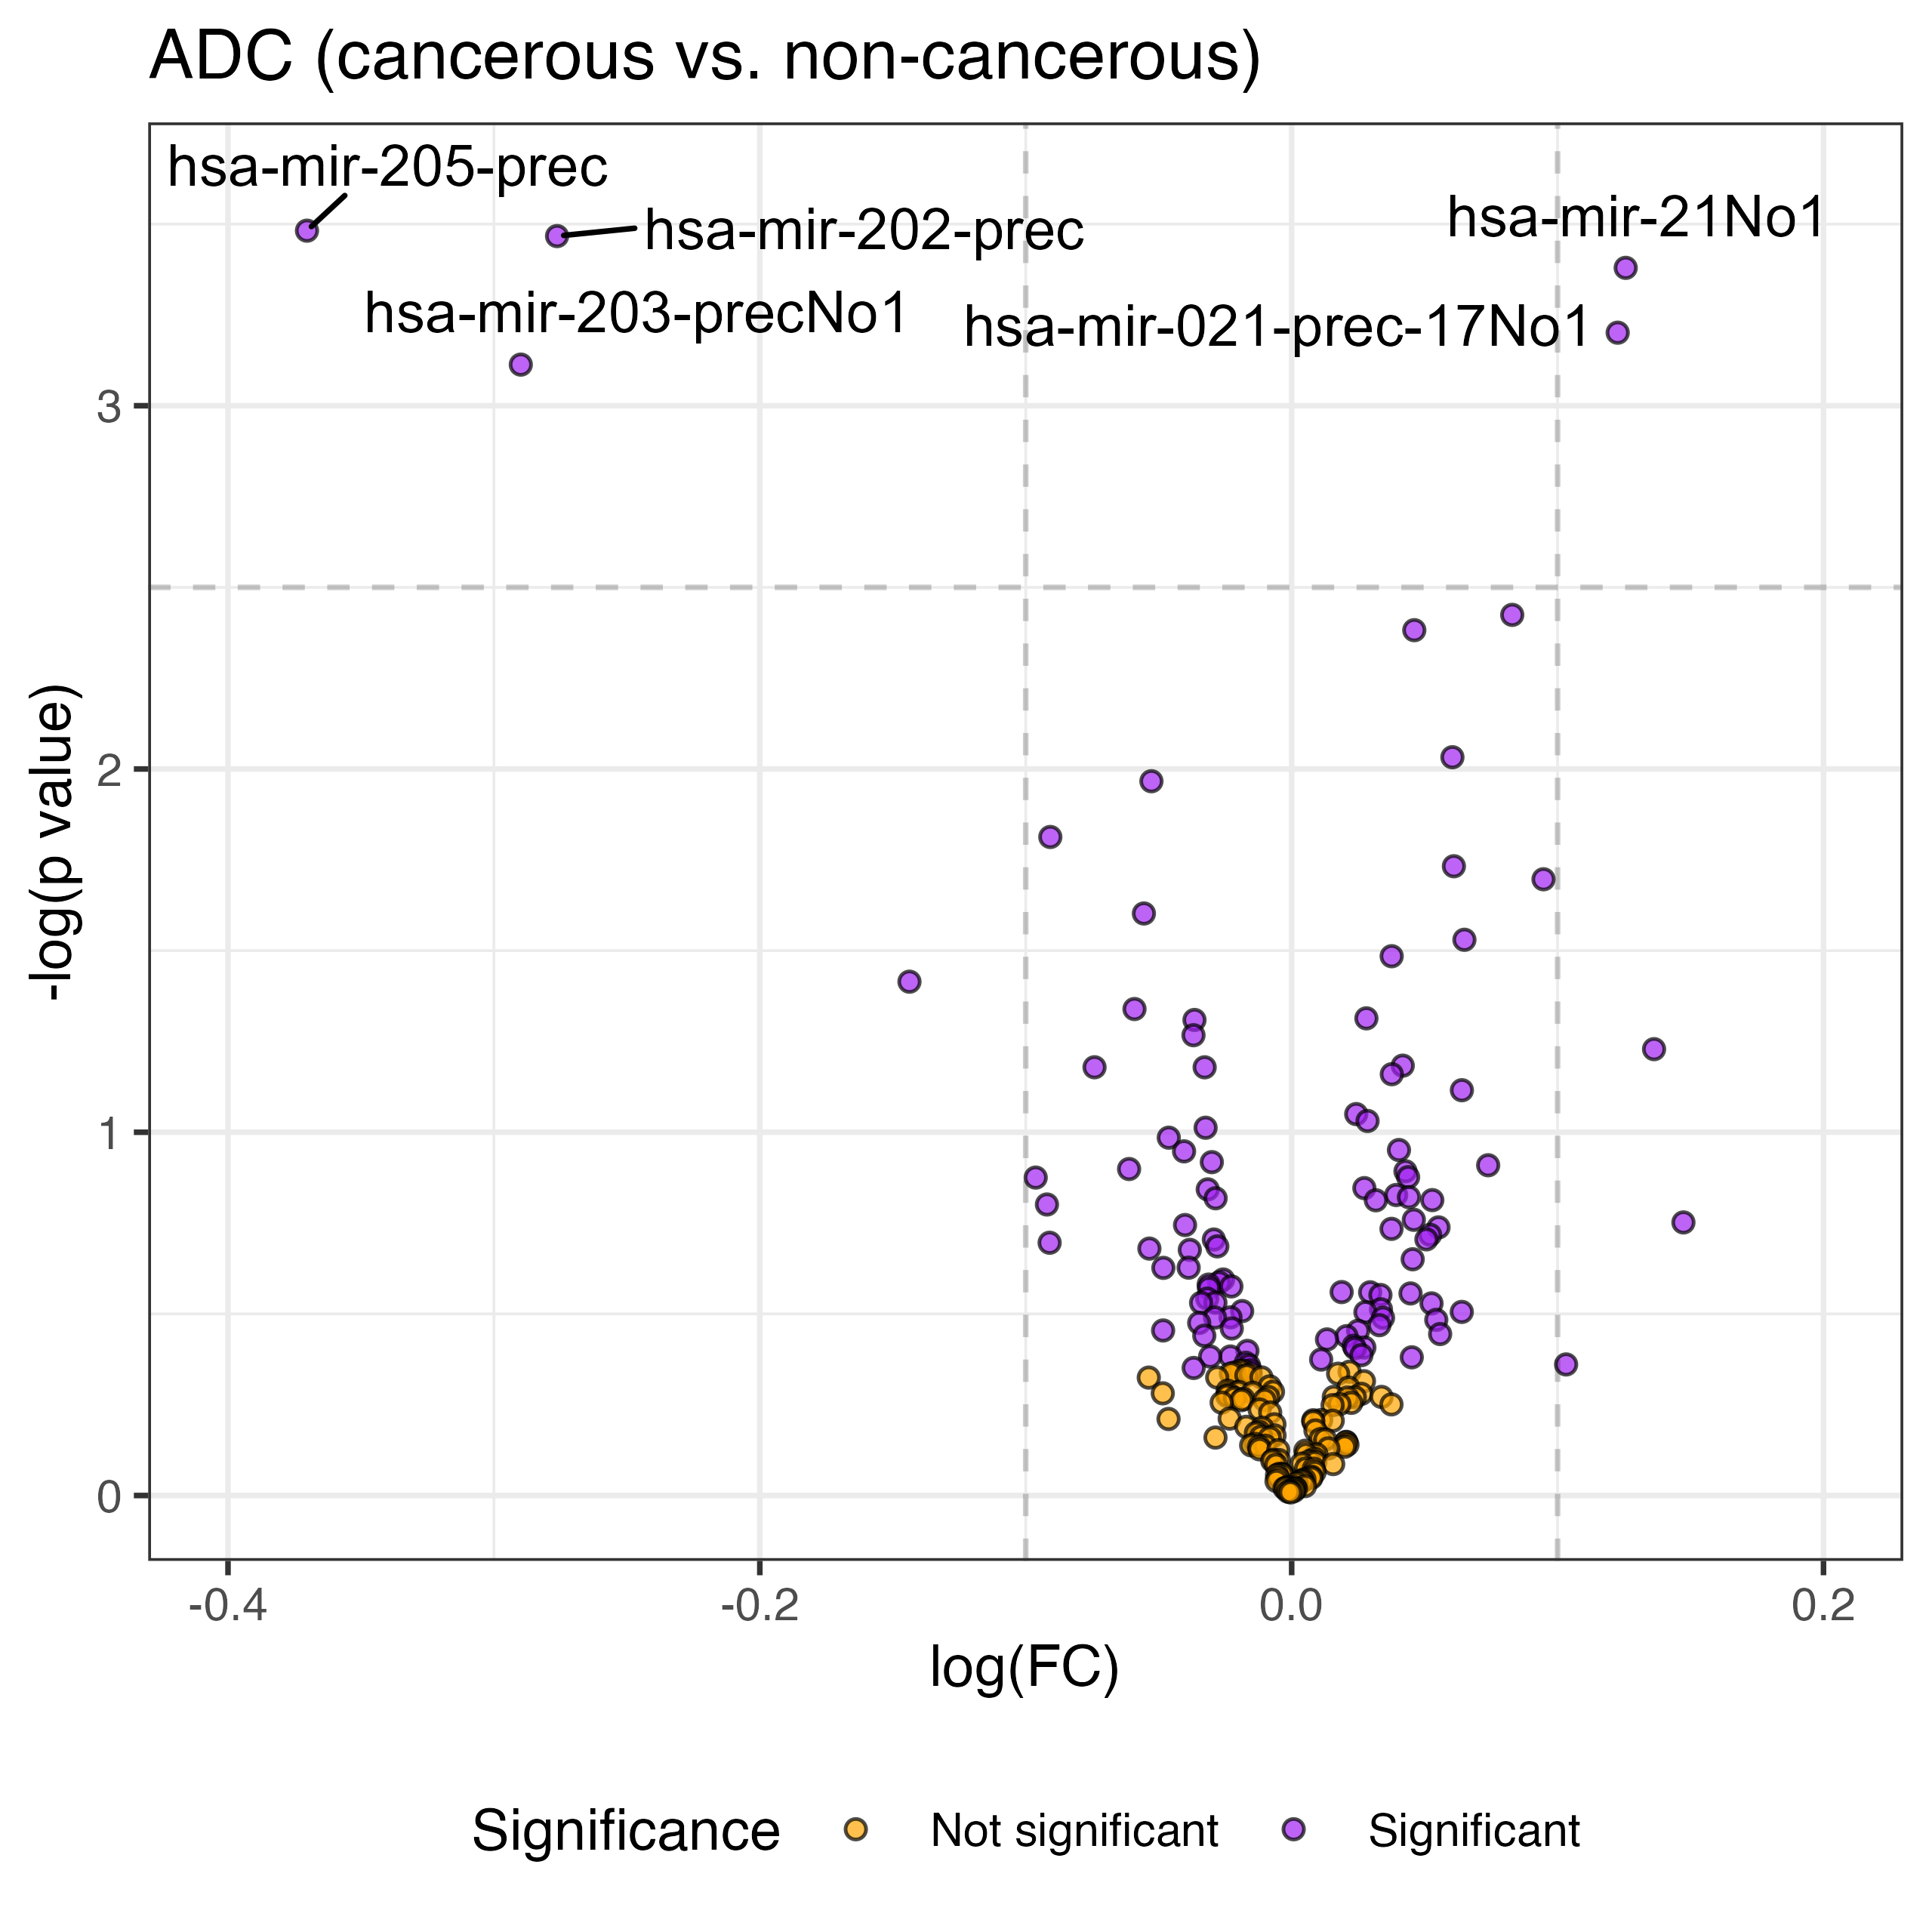 ADC (cancerous vs. non-cancerous)
hsa-mir-205-prec
hsa-mir-202-prec
hsa-mir-21No1
hsa-mir-203-precNo1
hsa-mir-021-prec-17No1
3
2
1
0
-log(p value)
-0.4
-0.2
0.0
0.2
log(FC)
Significance
Not significant
Significant